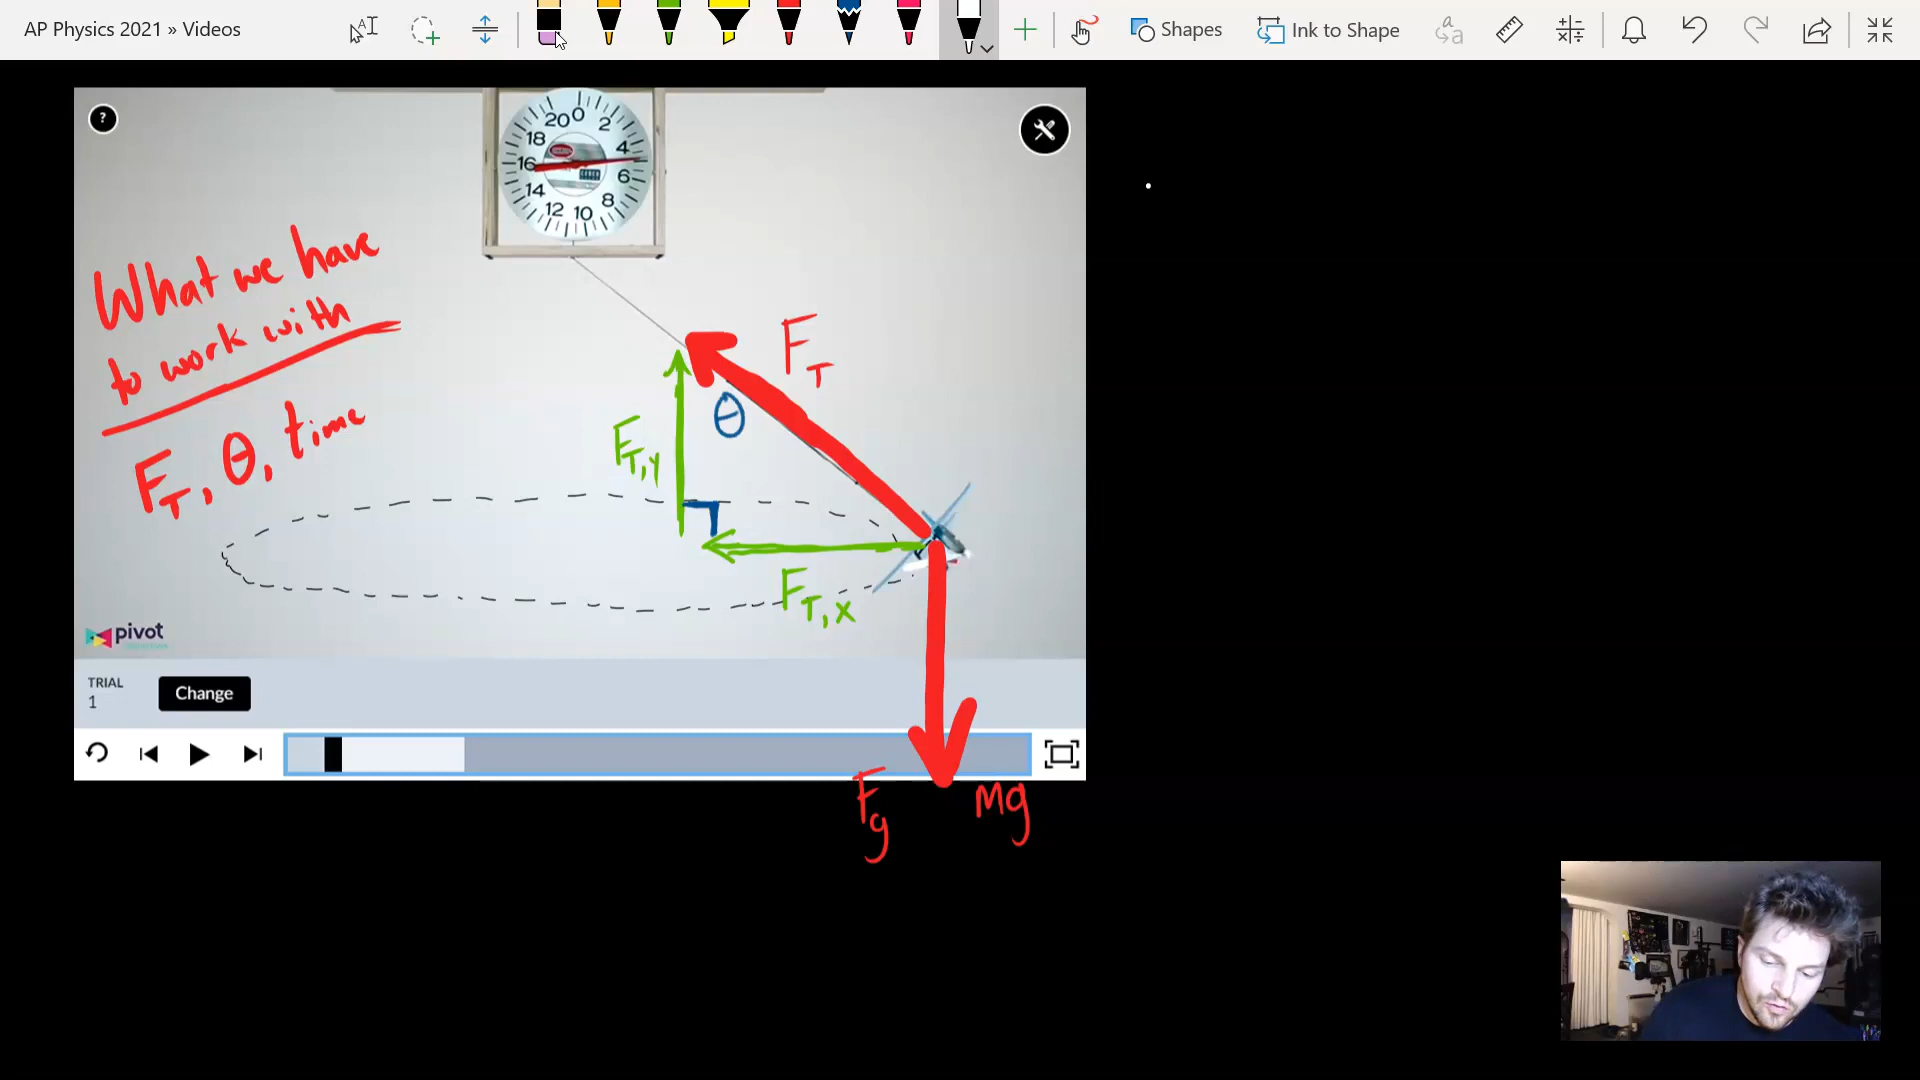 AP Physics 2021 » Videos
Shapes
Ink to Shape
?
20 0 2
18 4
16 6
14 8
12 10
What we have
to work with
F_T, θ, time
F_T
θ
F_T,y
F_T,x
pivot
TRIAL
1
Change
F_g mg